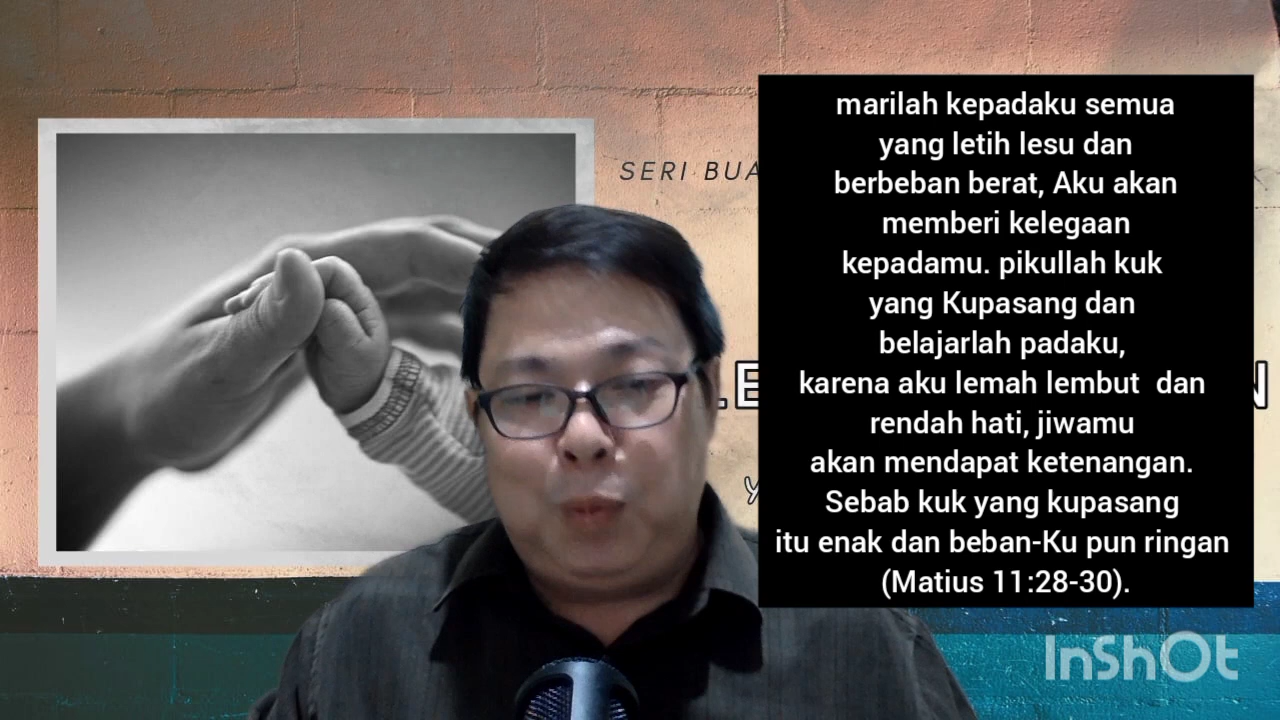 SERI BUA
marilah kepadaku semua
yang letih lesu dan
berbeban berat, Aku akan
memberi kelegaan
kepadamu. pikullah kuk
yang Kupasang dan
belajarlah padaku,
karena aku lemah lembut  dan
rendah hati, jiwamu
akan mendapat ketenangan.
Sebab kuk yang kupasang
itu enak dan beban-Ku pun ringan
(Matius 11:28-30).
InShOt